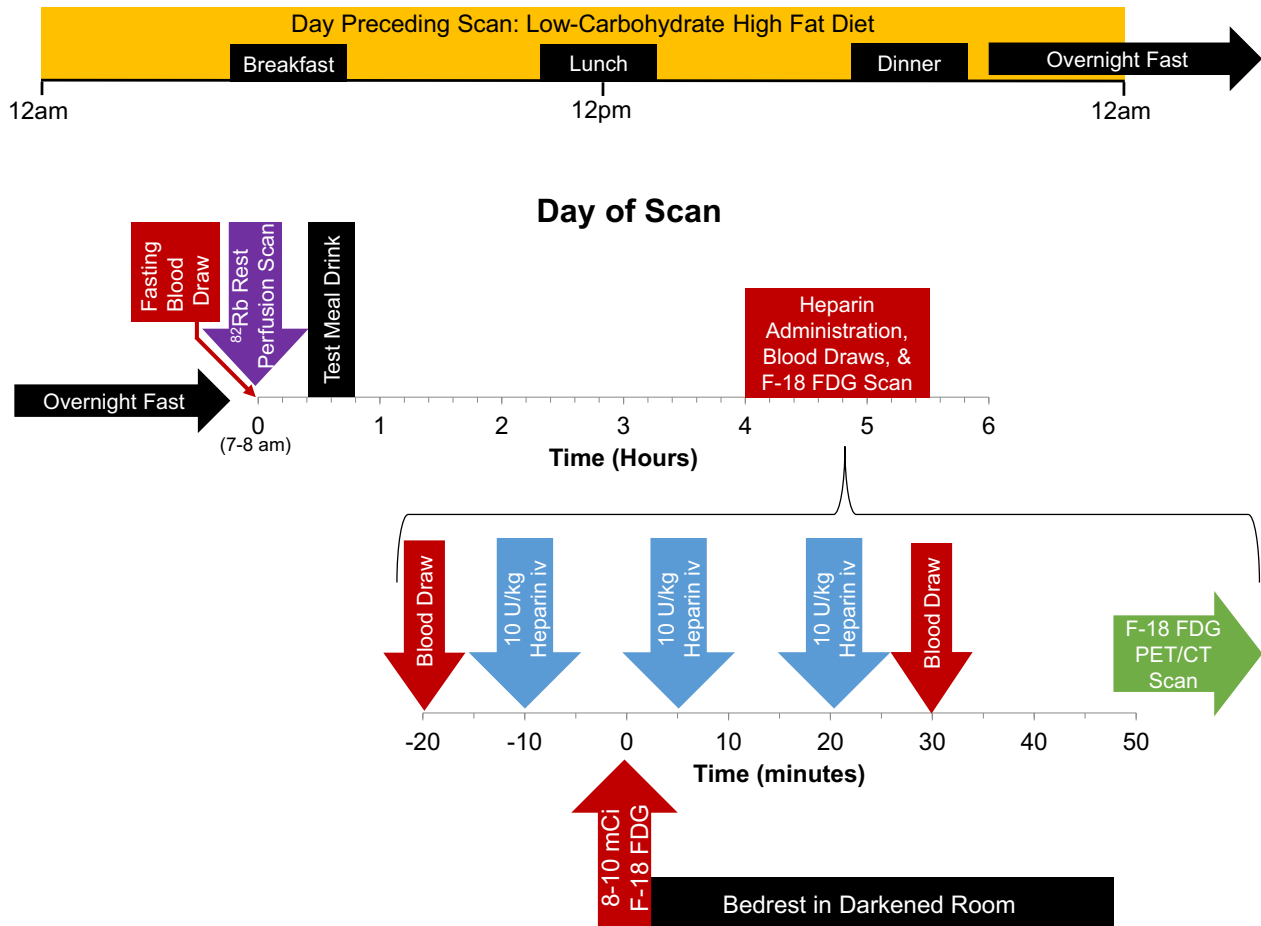 Day Preceding Scan: Low-Carbohydrate High Fat Diet
Breakfast
Lunch
Dinner
Overnight Fast
12am
12pm
12am
Day of Scan
Fasting
Blood
Draw
⁸²Rb Rest
Perfusion Scan
Test Meal Drink
Heparin
Administration,
Blood Draws, &
F-18 FDG Scan
Overnight Fast
0 1 2 3 4 5 6
(7-8 am)
Time (Hours)
Blood Draw
10 U/kg
Heparin iv
10 U/kg
Heparin iv
10 U/kg
Heparin iv
Blood Draw
F-18 FDG
PET/CT
Scan
-20 -10 0 10 20 30 40 50
Time (minutes)
8-10 mCi
F-18 FDG
Bedrest in Darkened Room